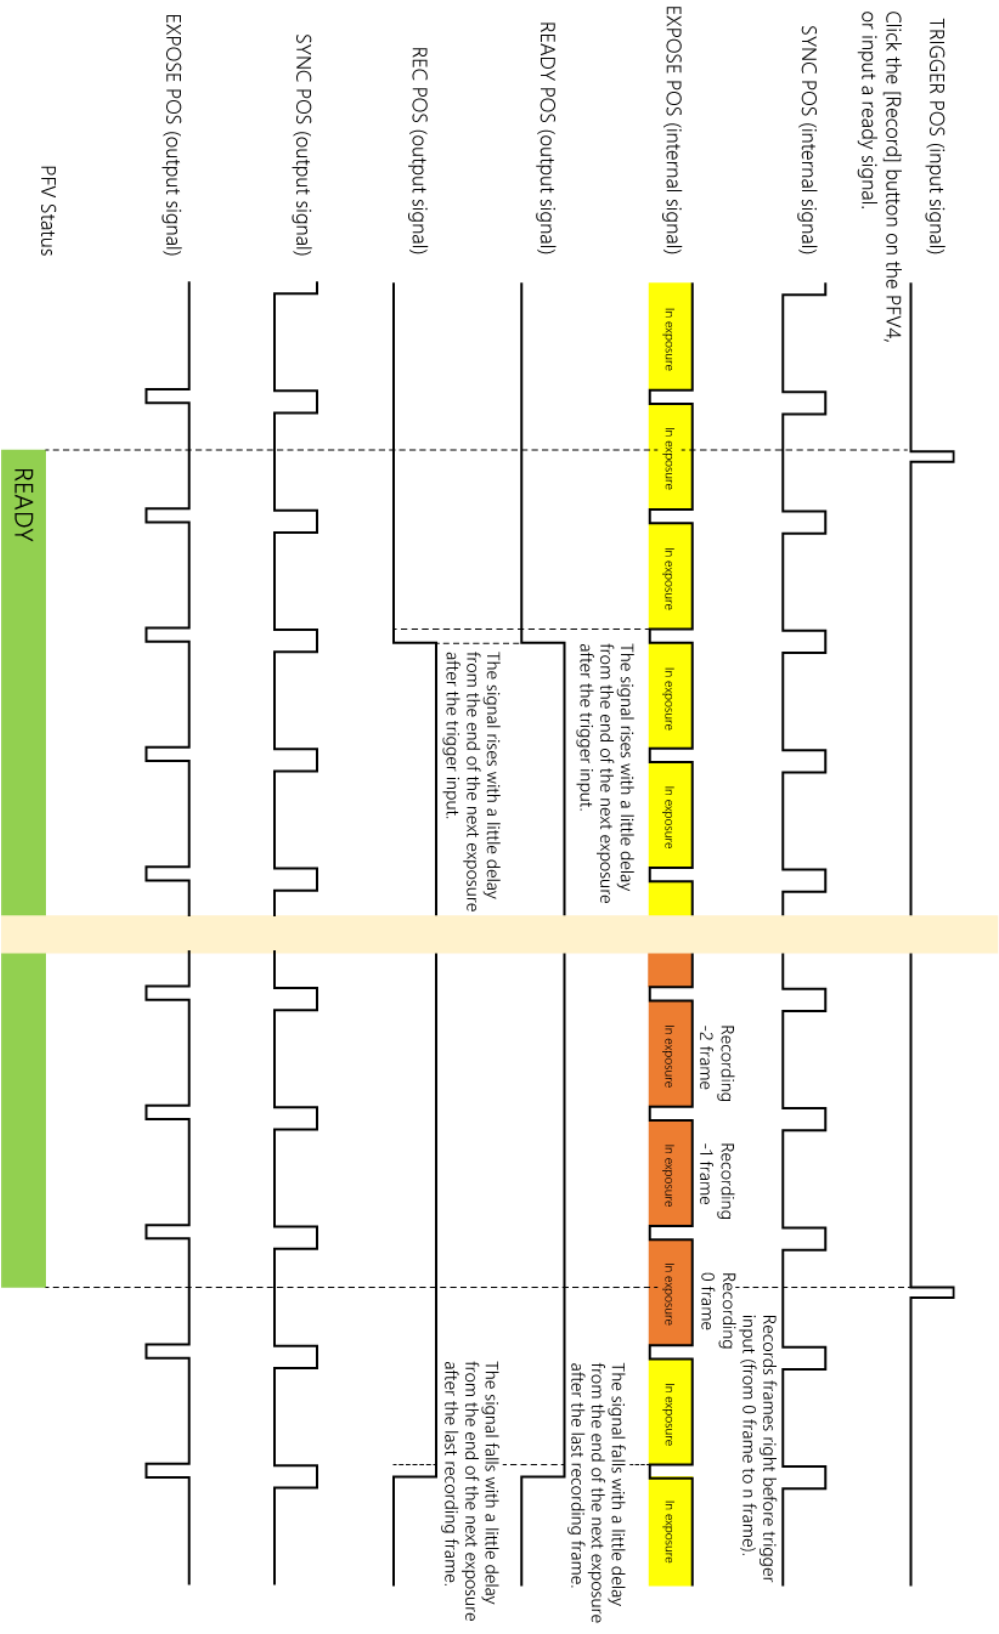 TRIGGER POS (input signal)
Click the [Record] button on the PFV4,
or input a ready signal.
SYNC POS (internal signal)
Recording
-2 frame
Recording
-1 frame
Recording
0 frame
Records frames right before trigger
input (from 0 frame to n frame).
EXPOSE POS (internal signal)
In exposure
In exposure
In exposure
In exposure
In exposure
In exposure
In exposure
In exposure
In exposure
In exposure
READY POS (output signal)
The signal rises with a little delay
from the end of the next exposure
after the trigger input.
The signal falls with a little delay
from the end of the next exposure
after the last recording frame.
REC POS (output signal)
The signal rises with a little delay
from the end of the next exposure
after the trigger input.
The signal falls with a little delay
from the end of the next exposure
after the last recording frame.
SYNC POS (output signal)
EXPOSE POS (output signal)
PFV Status
READY